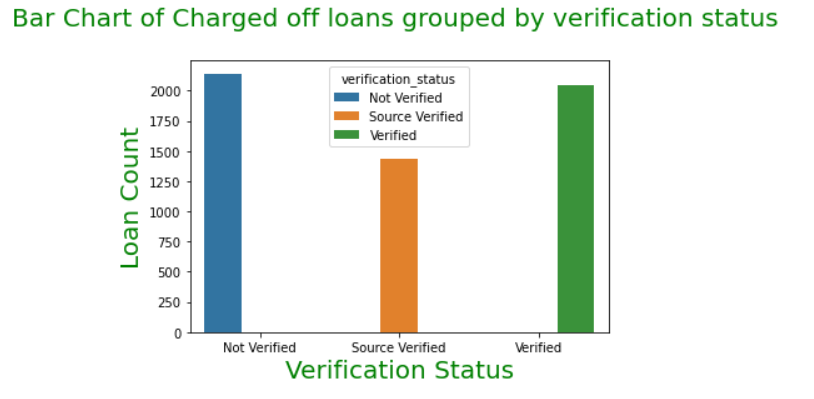 Bar Chart of Charged off loans grouped by verification status
verification_status
Not Verified
Source Verified
Verified
Loan Count
2000
1750
1500
1250
1000
750
500
250
0
Not Verified Source Verified Verified
Verification Status